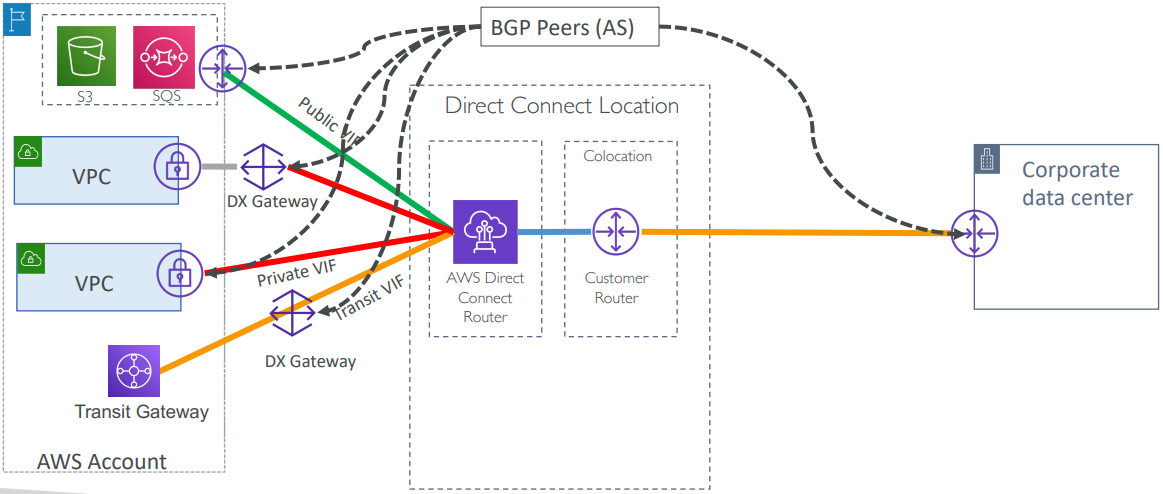 BGP Peers (AS)
S3
SQS
Public VIF
Direct Connect Location
VPC
DX Gateway
Colocation
Corporate
data center
VPC
Private VIF
Transit VIF
AWS Direct
Connect
Router
Customer
Router
DX Gateway
Transit Gateway
AWS Account